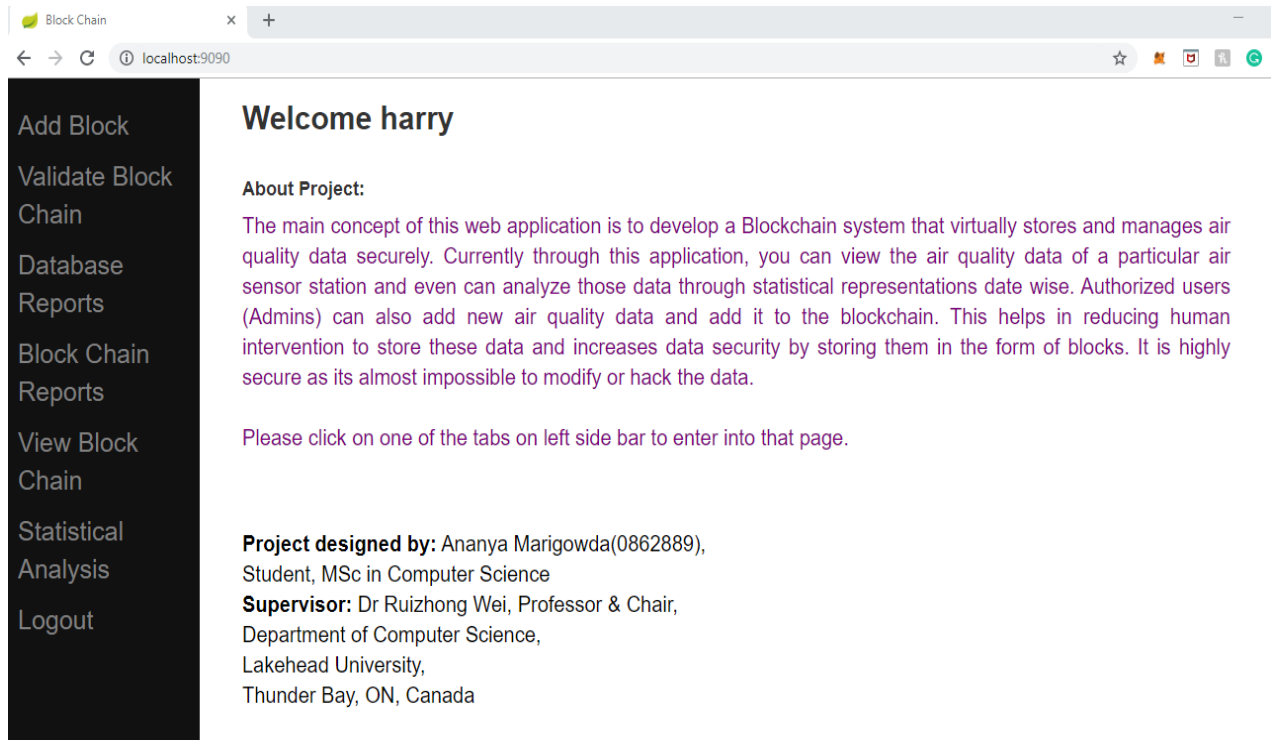 Block Chain
localhost:9090
Add Block
Validate Block
Chain
Database
Reports
Block Chain
Reports
View Block
Chain
Statistical
Analysis
Logout
Welcome harry
About Project:
The main concept of this web application is to develop a Blockchain system that virtually stores and manages air
quality data securely. Currently through this application, you can view the air quality data of a particular air
sensor station and even can analyze those data through statistical representations date wise. Authorized users
(Admins) can also add new air quality data and add it to the blockchain. This helps in reducing human
intervention to store these data and increases data security by storing them in the form of blocks. It is highly
secure as its almost impossible to modify or hack the data.
Please click on one of the tabs on left side bar to enter into that page.
Project designed by: Ananya Marigowda(0862889),
Student, MSc in Computer Science
Supervisor: Dr Ruizhong Wei, Professor & Chair,
Department of Computer Science,
Lakehead University,
Thunder Bay, ON, Canada